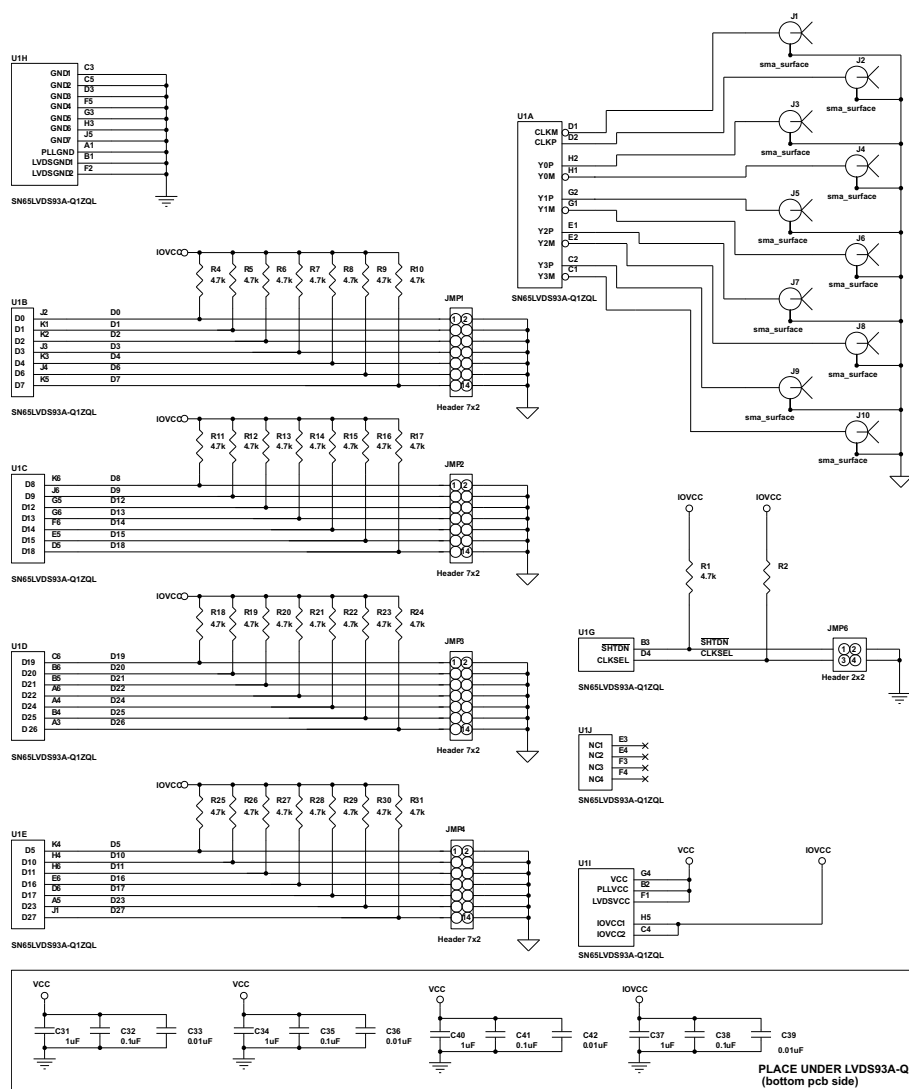 U1H
GND1 C3
GND2 C5
GND3 D3
GND4 F5
GND5 G3
GND6 H3
GND7 J5
PLLGND A1
LVDSGND1 B1
LVDSGND2 F2
SN65LVDS93A-Q1ZQL
J1
sma_surface
J2
sma_surface
J3
sma_surface
J4
sma_surface
J5
sma_surface
J6
sma_surface
J7
sma_surface
J8
sma_surface
J9
sma_surface
J10
sma_surface
U1A
CLKM D1
CLKP D2
Y0P H2
Y0M H1
Y1P G2
Y1M G1
Y2P E1
Y2M E2
Y3P C2
Y3M C1
SN65LVDS93A-Q1ZQL
IOVCC
R4 R5 R6 R7 R8 R9 R10
4.7k 4.7k 4.7k 4.7k 4.7k 4.7k 4.7k
U1B
JMP1
D0 J2 D0 1 2
D1 K1 D1
D2 K2 D2
D3 J3 D3
D4 K3 D4
D6 J4 D6
D7 K5 D7 14
SN65LVDS93A-Q1ZQL
Header 7x2
IOVCC
R11 R12 R13 R14 R15 R16 R17
4.7k 4.7k 4.7k 4.7k 4.7k 4.7k 4.7k
U1C
JMP2
D8 K6 D8 1 2
D9 J6 D9
D12 G5 D12
D13 G6 D13
D14 F6 D14
D15 E5 D15
D18 D5 D18 14
SN65LVDS93A-Q1ZQL
Header 7x2
IOVCC
R18 R19 R20 R21 R22 R23 R24
4.7k 4.7k 4.7k 4.7k 4.7k 4.7k 4.7k
U1D
JMP3
D19 C6 D19 1 2
D20 B6 D20
D21 B5 D21
D22 A6 D22
D24 A4 D24
D25 B4 D25
D26 A3 D26 14
SN65LVDS93A-Q1ZQL
Header 7x2
IOVCC
R25 R26 R27 R28 R29 R30 R31
4.7k 4.7k 4.7k 4.7k 4.7k 4.7k 4.7k
U1E
JMP4
D5 K4 D5 1 2
D10 H4 D10
D11 H6 D11
D16 E6 D16
D17 D6 D17
D23 A5 D23
D27 J1 D27 14
SN65LVDS93A-Q1ZQL
Header 7x2
IOVCC IOVCC
R1 R2
4.7k
U1G
JMP6
SHTDN B3 SHTDN 1 2
CLKSEL D4 CLKSEL 3 4
SN65LVDS93A-Q1ZQL
Header 2x2
U1J
NC1 E3
NC2 E4
NC3 F3
NC4 F4
SN65LVDS93A-Q1ZQL
VCC IOVCC
U1I
VCC G4
PLLVCC B2
LVDSVCC F1
IOVCC1 H5
IOVCC2 C4
SN65LVDS93A-Q1ZQL
VCC VCC VCC IOVCC
C31 C32 C33 C34 C35 C36 C40 C41 C42 C37 C38 C39
1uF 0.1uF 0.01uF 1uF 0.1uF 0.01uF 1uF 0.1uF 0.01uF 1uF 0.1uF 0.01uF
PLACE UNDER LVDS93A-Q
(bottom pcb side)